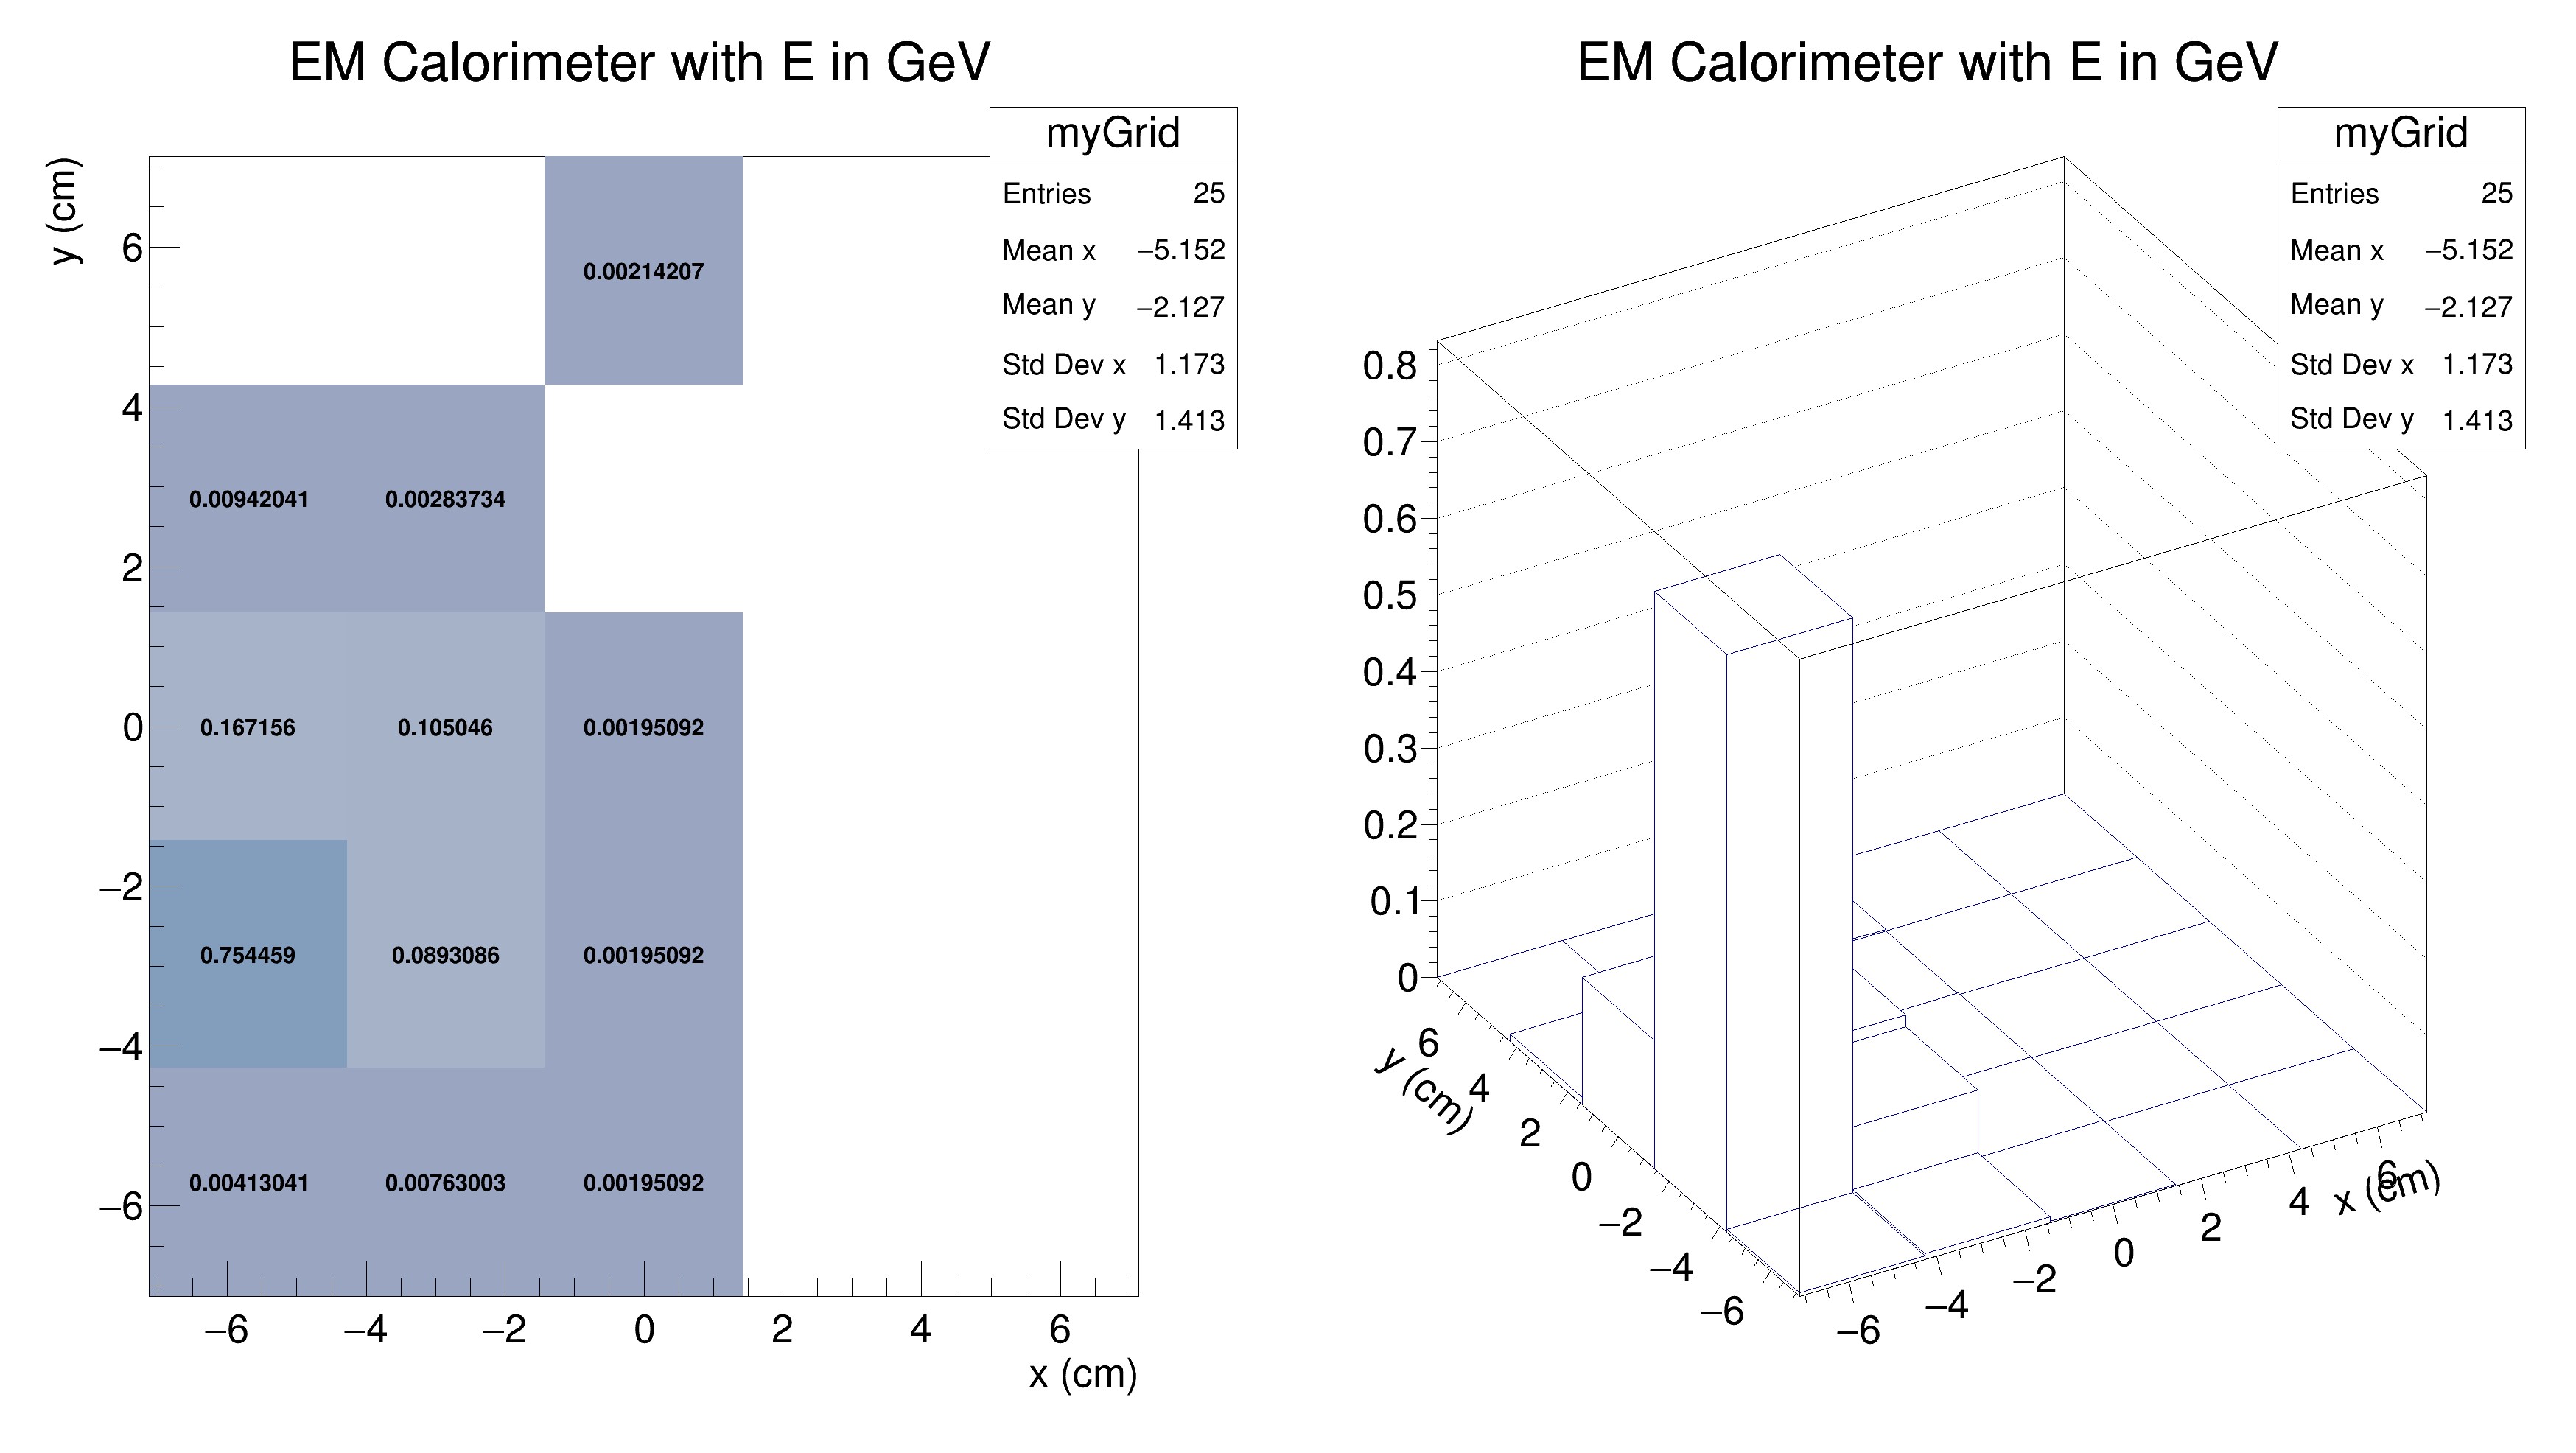 EM Calorimeter with E in GeV
myGrid
Entries 25
Mean x −5.152
Mean y −2.127
Std Dev x 1.173
Std Dev y 1.413
y (cm)
6
4
2
0
−2
−4
−6
0.00214207
0.00942041 0.00283734
0.167156 0.105046 0.00195092
0.754459 0.0893086 0.00195092
0.00413041 0.00763003 0.00195092
−6 −4 −2 0 2 4 6
x (cm)
EM Calorimeter with E in GeV
myGrid
Entries 25
Mean x −5.152
Mean y −2.127
Std Dev x 1.173
Std Dev y 1.413
0.8
0.7
0.6
0.5
0.4
0.3
0.2
0.1
0
6
4
2
0
−2
−4
−6
y (cm)
−6
−4
−2
0
2
4
6
x (cm)